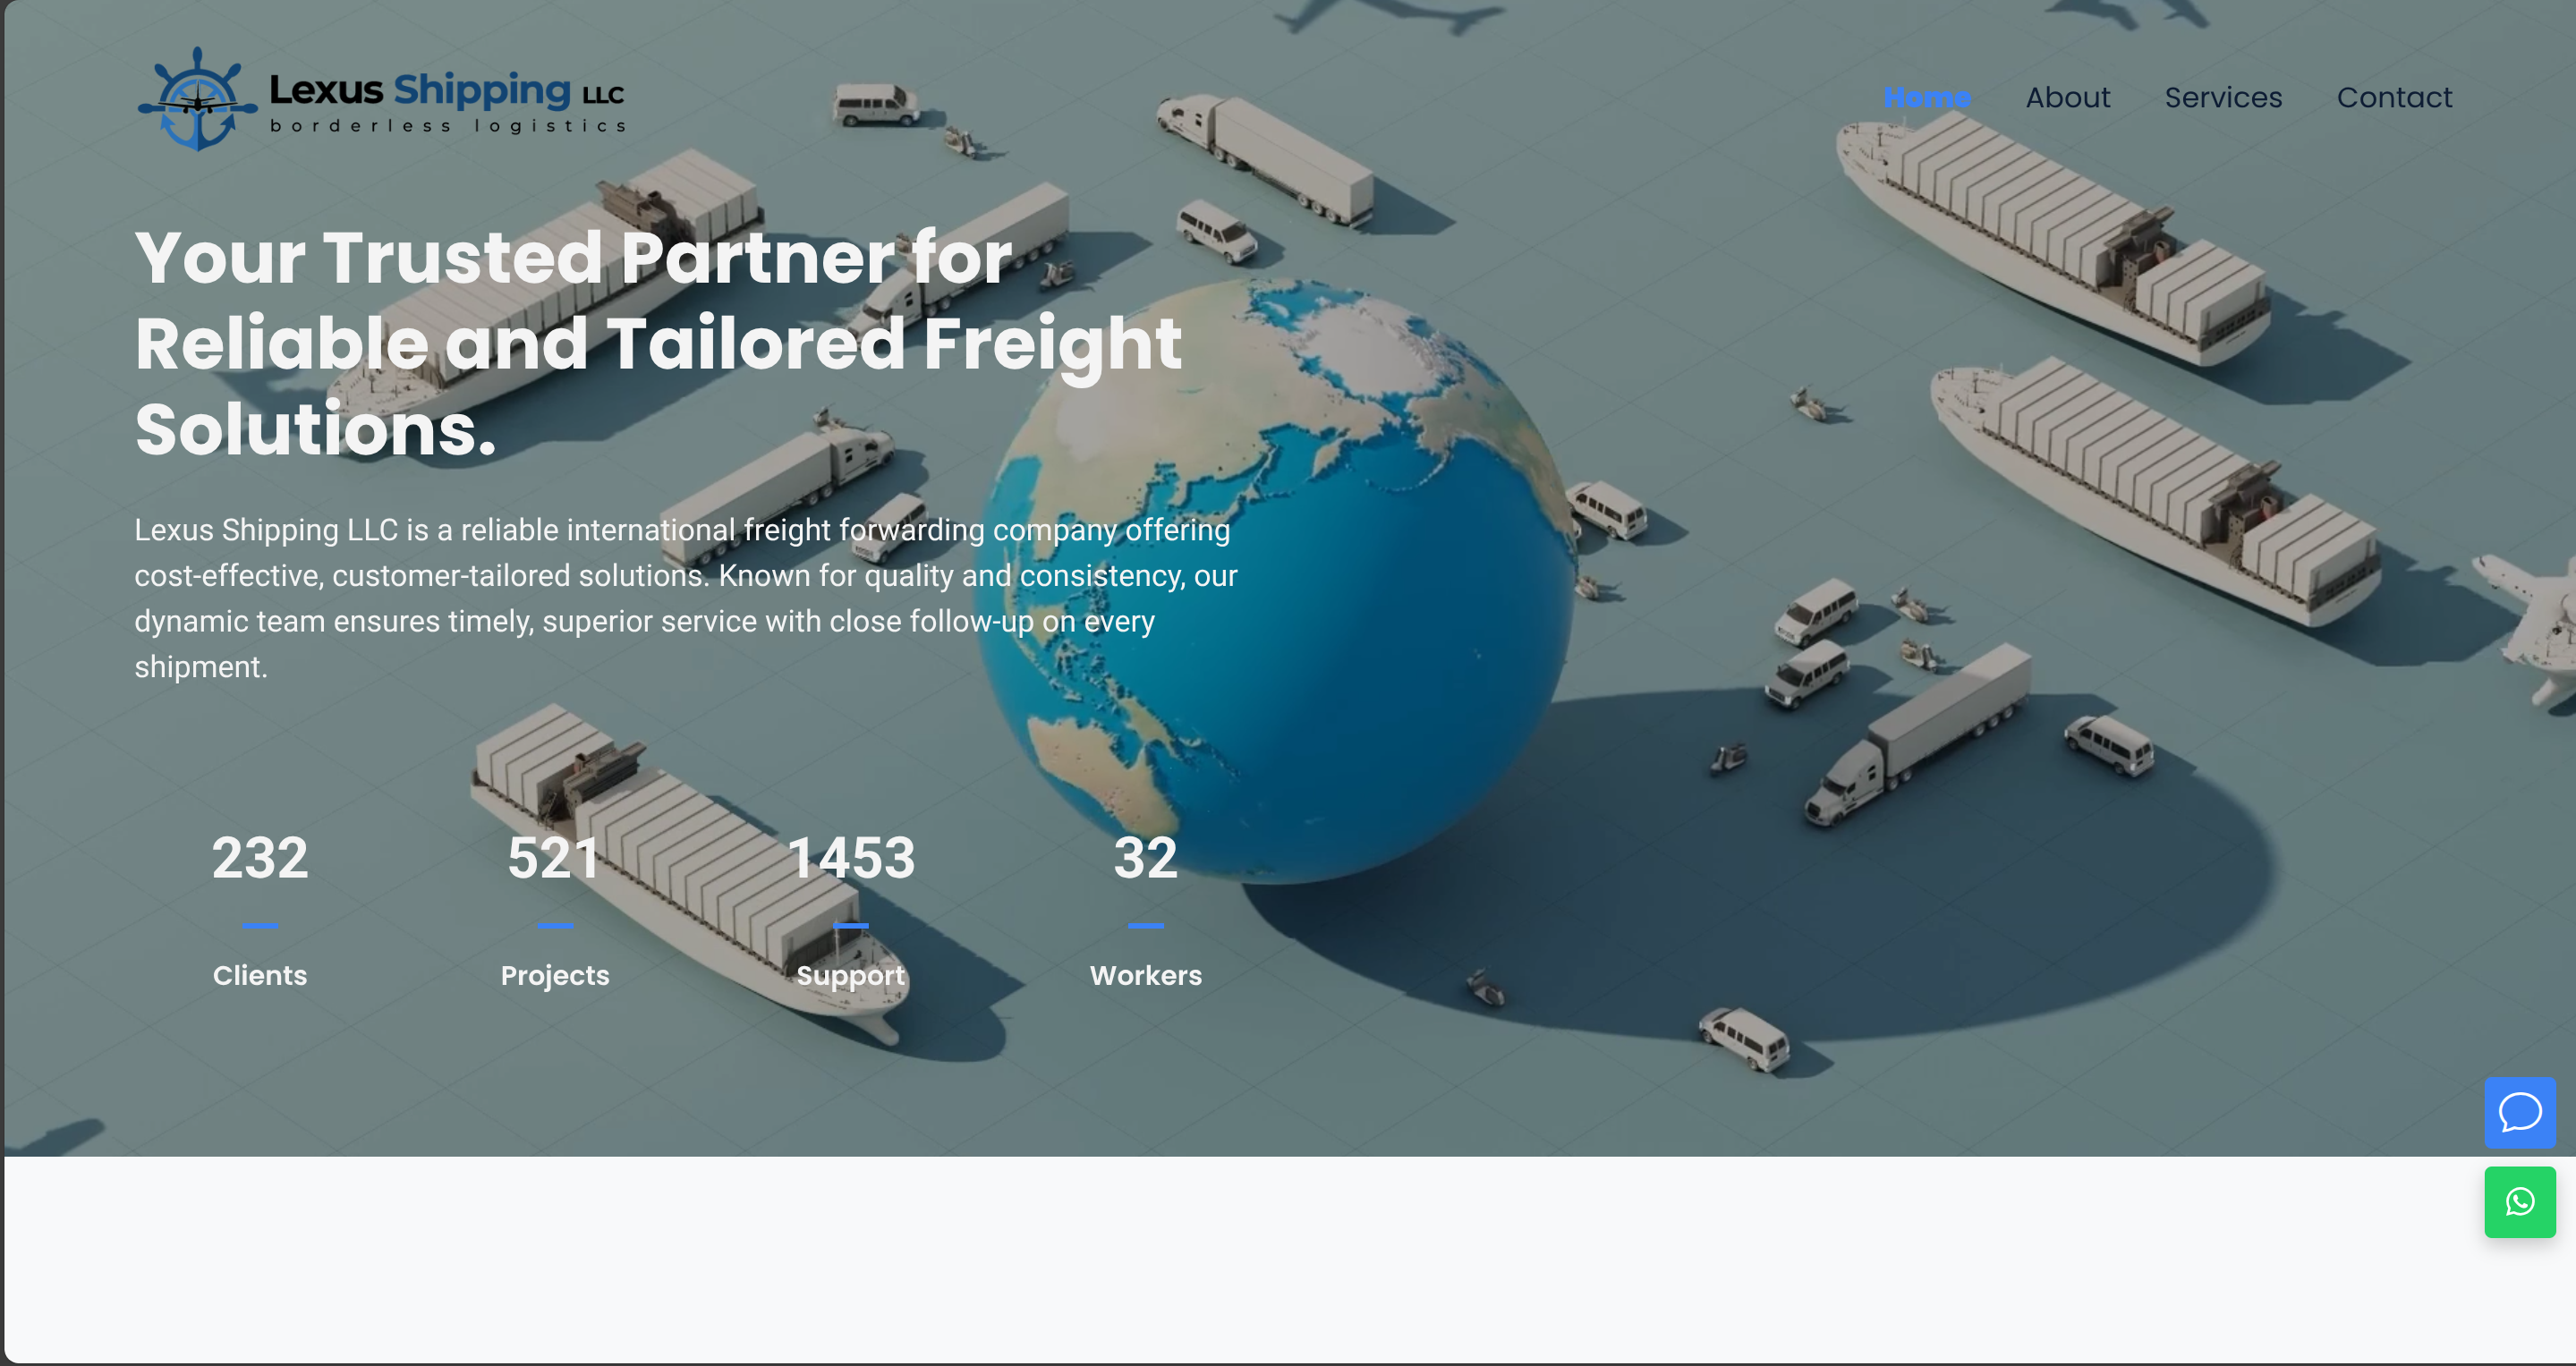 Lexus Shipping LLC
borderless logistics
Home About Services Contact
Your Trusted Partner for
Reliable and Tailored Freight
Solutions.
Lexus Shipping LLC is a reliable international freight forwarding company offering
cost-effective, customer-tailored solutions. Known for quality and consistency, our
dynamic team ensures timely, superior service with close follow-up on every
shipment.
232 521 1453 32
Clients Projects Support Workers